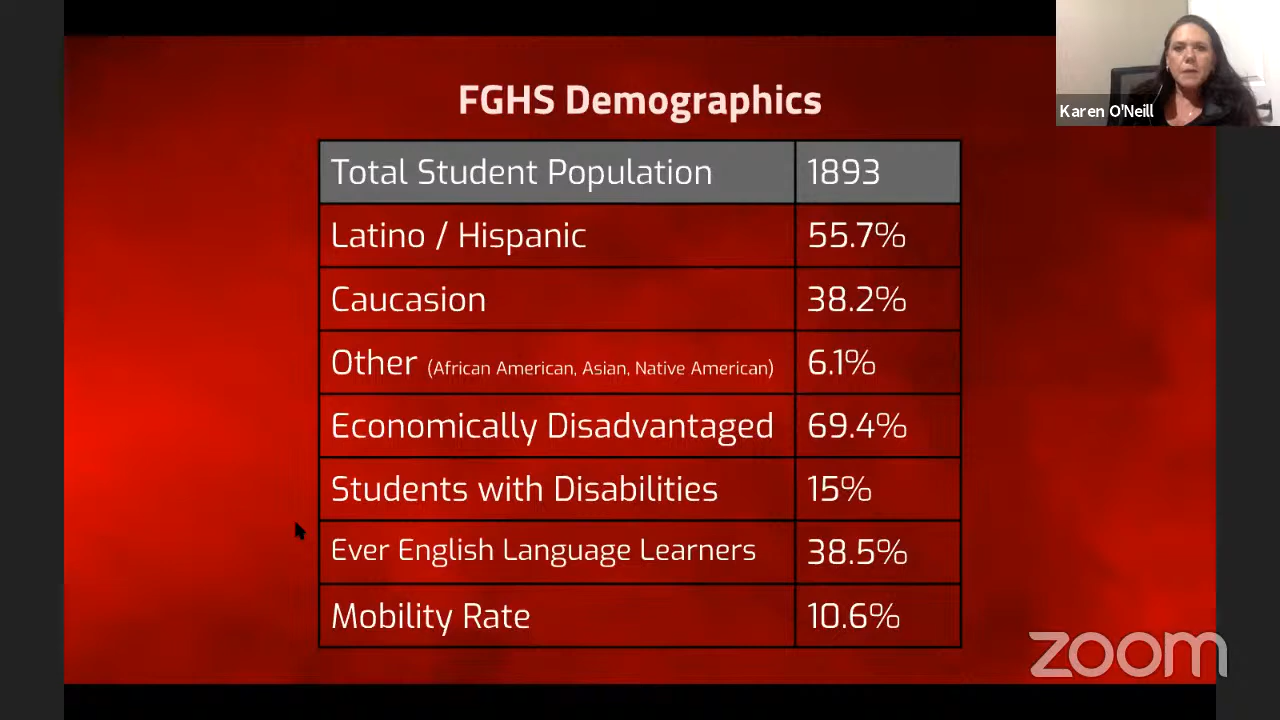 FGHS Demographics
Total Student Population 1893
Latino / Hispanic 55.7%
Caucasion 38.2%
Other (African American, Asian, Native American) 6.1%
Economically Disadvantaged 69.4%
Students with Disabilities 15%
Ever English Language Learners 38.5%
Mobility Rate 10.6%
Karen O'Neill
zoom